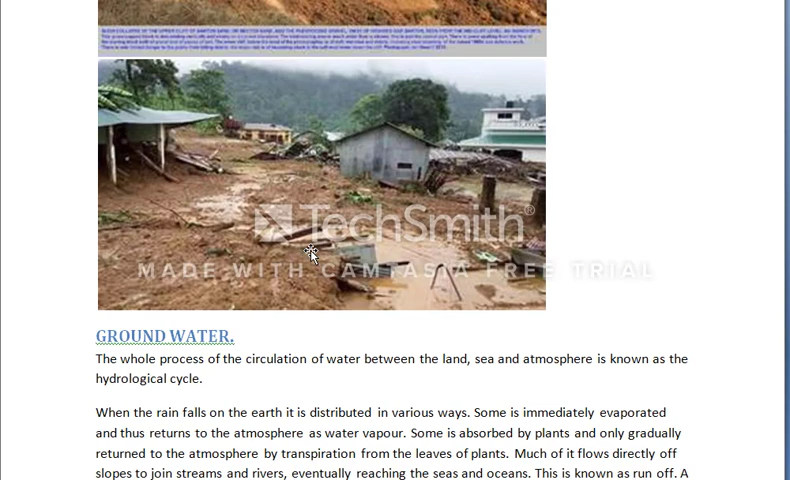 TechSmith®
MADE WITH CAMTASIA FREE TRIAL
GROUND WATER.
The whole process of the circulation of water between the land, sea and atmosphere is known as the
hydrological cycle.
When the rain falls on the earth it is distributed in various ways. Some is immediately evaporated
and thus returns to the atmosphere as water vapour. Some is absorbed by plants and only gradually
returned to the atmosphere by transpiration from the leaves of plants. Much of it flows directly off
slopes to join streams and rivers, eventually reaching the seas and oceans. This is known as run off. A